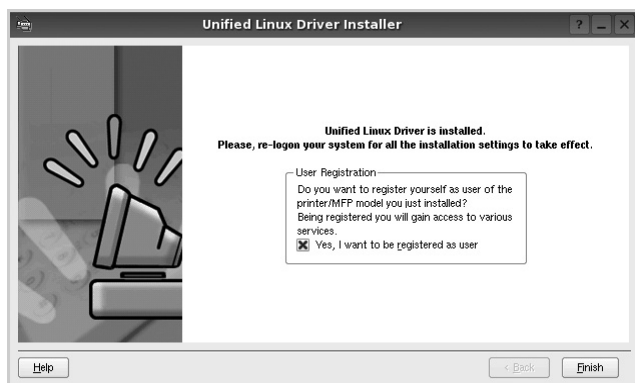 Unified Linux Driver Installer
Unified Linux Driver is installed.
Please, re-logon your system for all the installation settings to take effect.
User Registration
Do you want to register yourself as user of the
printer/MFP model you just installed?
Being registered you will gain access to various
services.
Yes, I want to be registered as user
Help
< Back
Finish